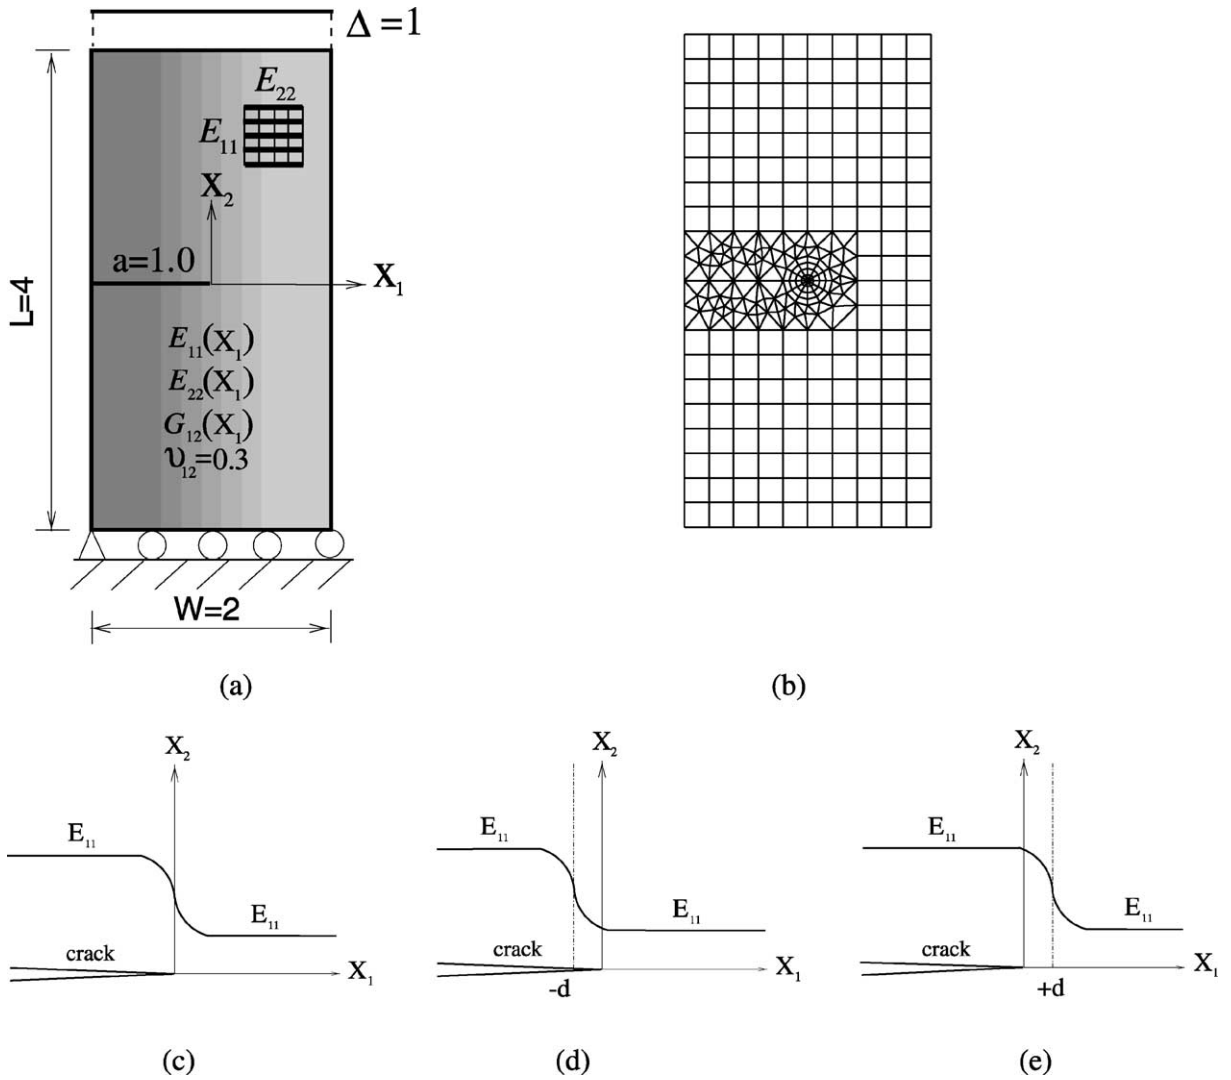 Δ=1
E₂₂
E₁₁
X₂
a=1.0
X₁
L=4
E₁₁(X₁)
E₂₂(X₁)
G₁₂(X₁)
υ₁₂=0.3
W=2
(a)
(b)
X₂
E₁₁
E₁₁
crack
X₁
(c)
X₂
E₁₁
E₁₁
crack
-d
X₁
(d)
X₂
E₁₁
E₁₁
crack
+d
X₁
(e)